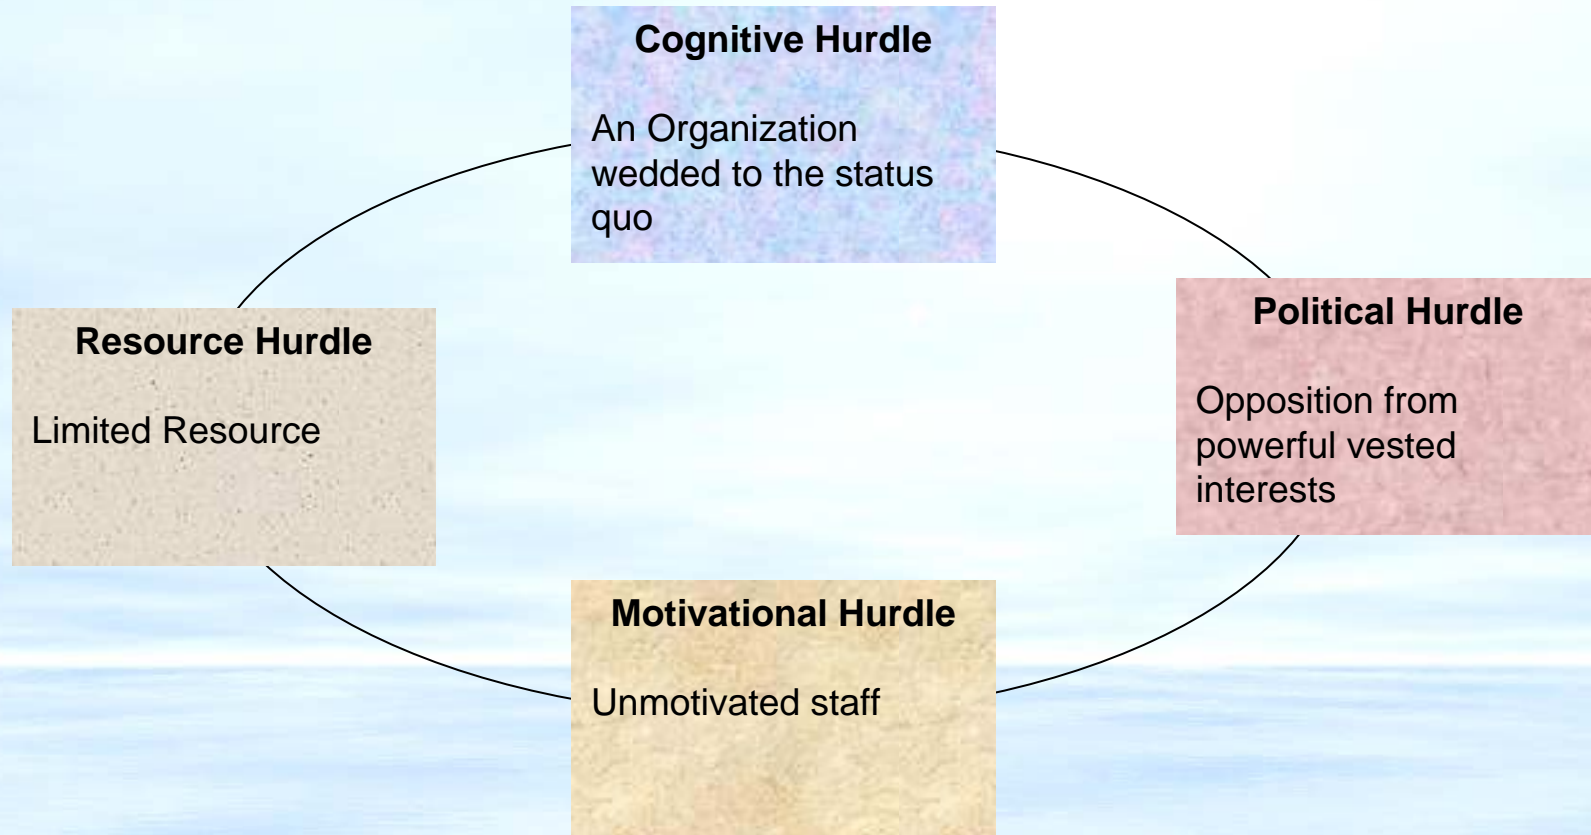 Cognitive Hurdle
An Organization
wedded to the status
quo
Political Hurdle
Opposition from
powerful vested
interests
Resource Hurdle
Limited Resource
Motivational Hurdle
Unmotivated staff